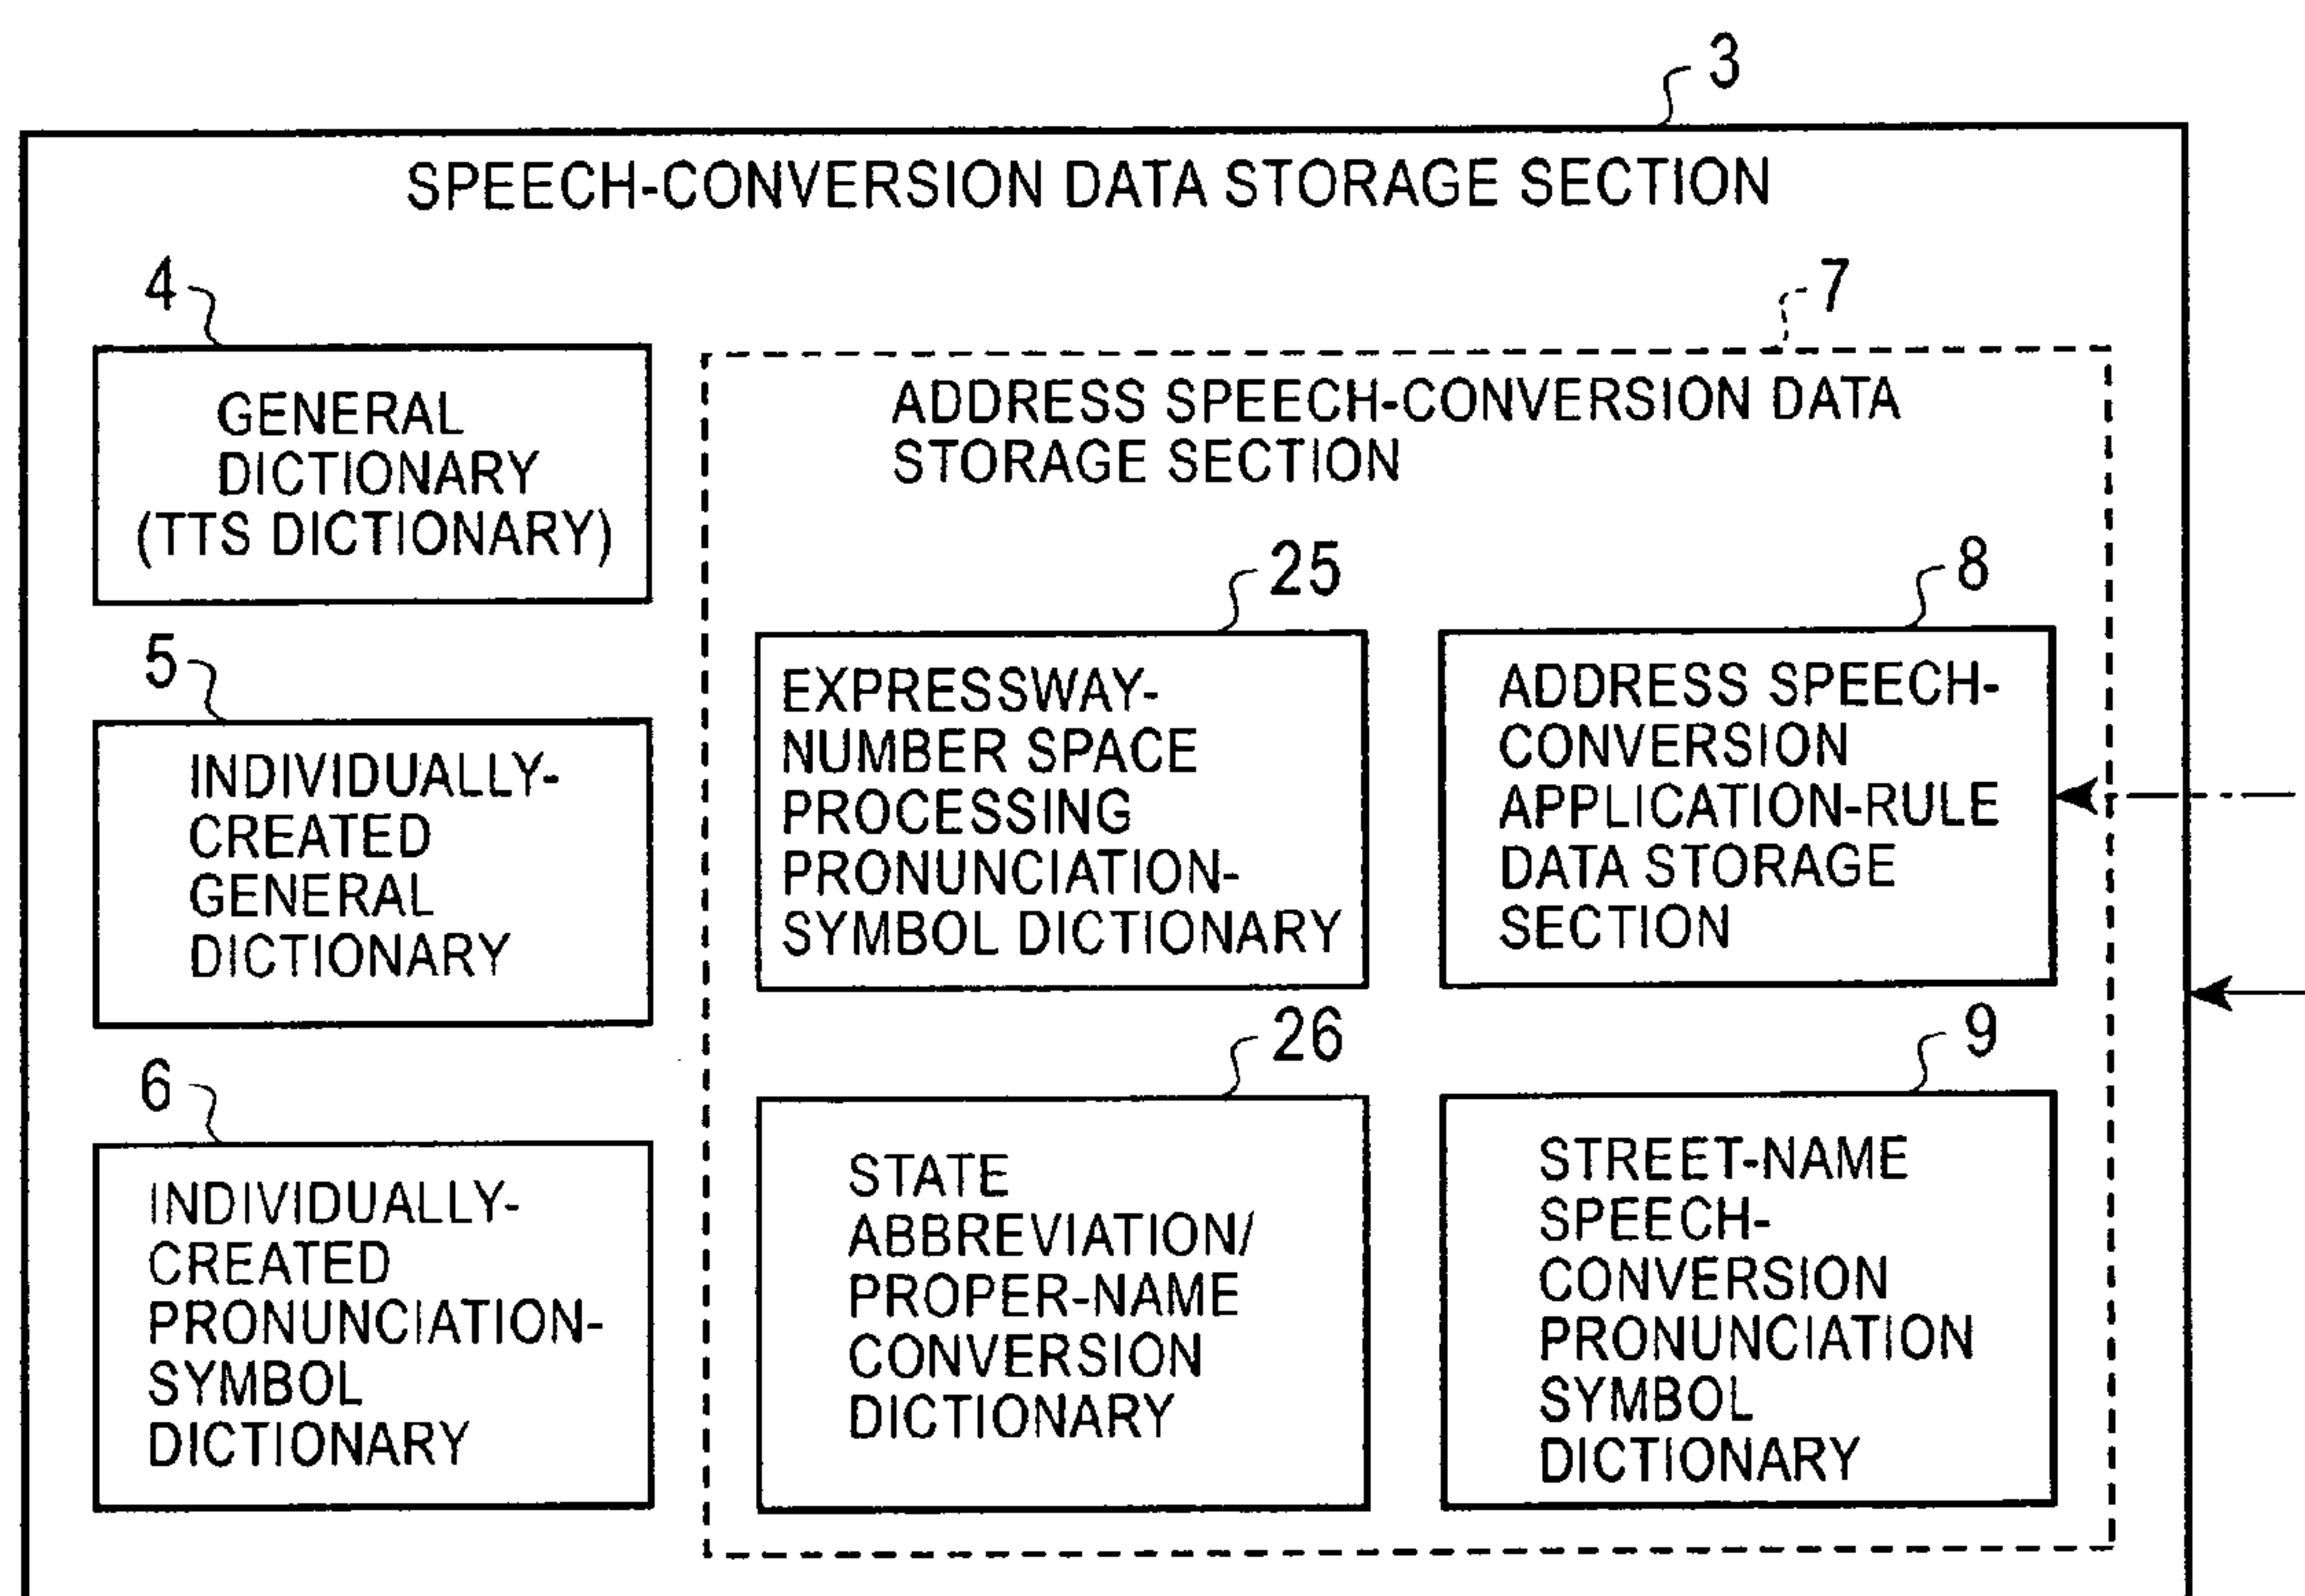 3
SPEECH-CONVERSION DATA STORAGE SECTION
4
GENERAL
DICTIONARY
(TTS DICTIONARY)
5
INDIVIDUALLY-
CREATED
GENERAL
DICTIONARY
6
INDIVIDUALLY-
CREATED
PRONUNCIATION-
SYMBOL
DICTIONARY
7
ADDRESS SPEECH-CONVERSION DATA
STORAGE SECTION
25
EXPRESSWAY-
NUMBER SPACE
PROCESSING
PRONUNCIATION-
SYMBOL DICTIONARY
8
ADDRESS SPEECH-
CONVERSION
APPLICATION-RULE
DATA STORAGE
SECTION
26
STATE
ABBREVIATION/
PROPER-NAME
CONVERSION
DICTIONARY
9
STREET-NAME
SPEECH-
CONVERSION
PRONUNCIATION
SYMBOL
DICTIONARY